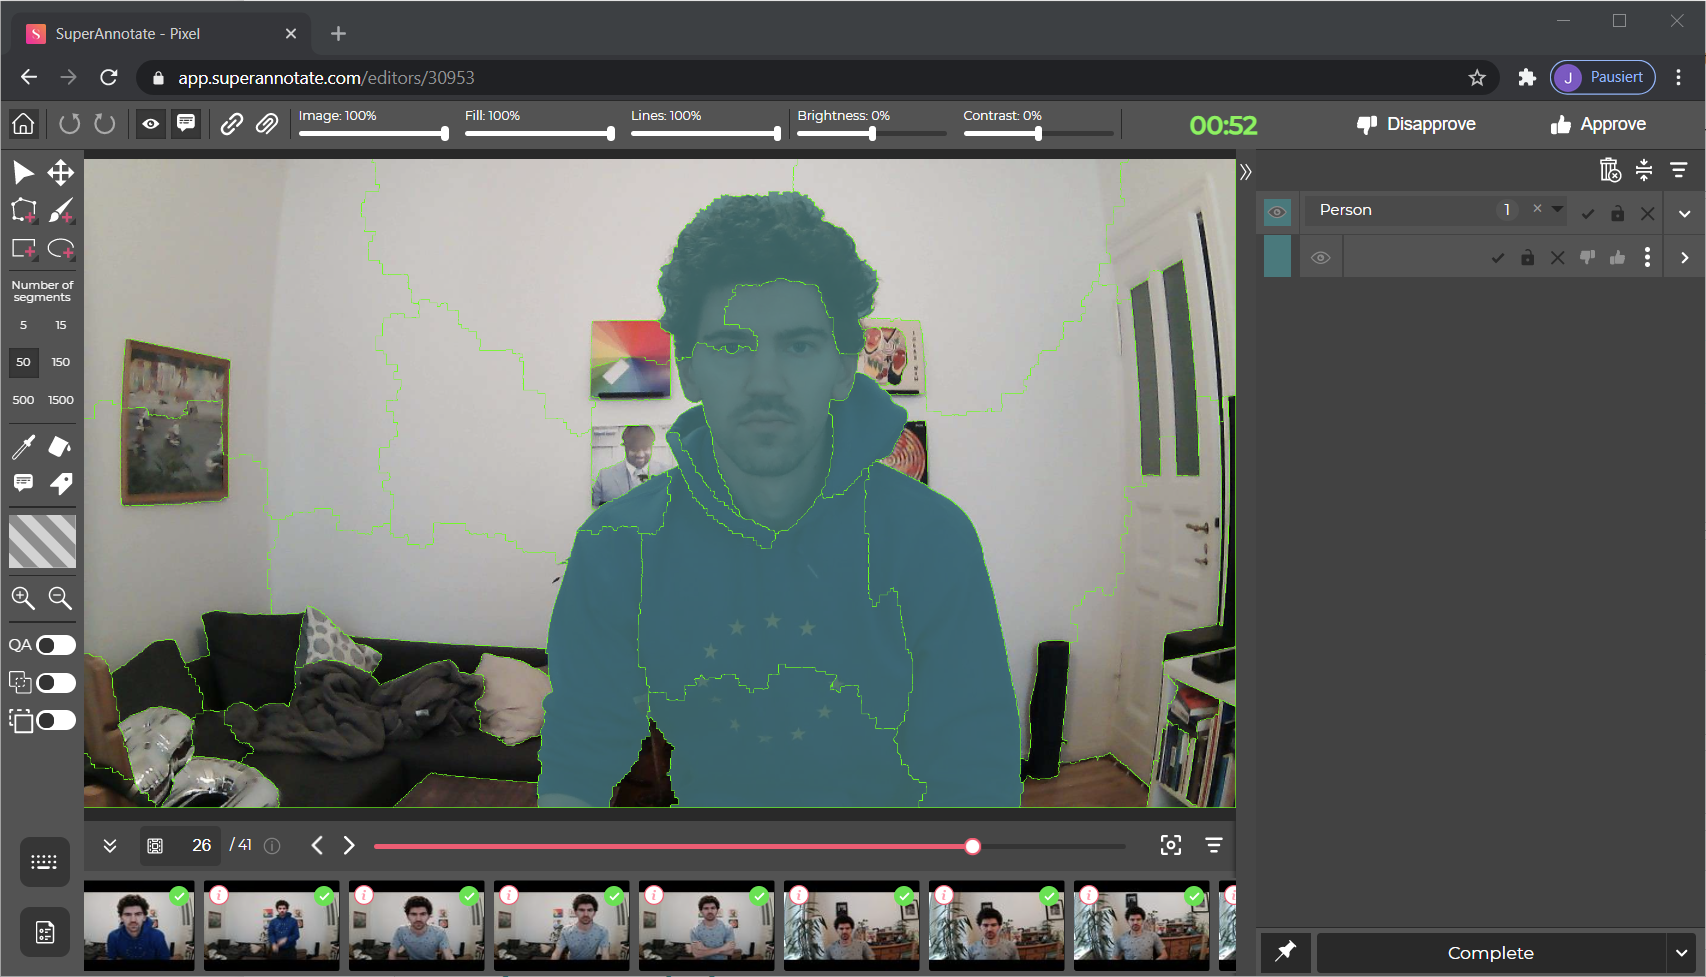 SuperAnnotate - Pixel
app.superannotate.com/editors/30953
J Pausiert
Image: 100%
Fill: 100%
Lines: 100%
Brightness: 0%
Contrast: 0%
00:52
Disapprove
Approve
Person 1
Number of
segments
5 15
50 150
500 1500
QA
26 / 41
Complete